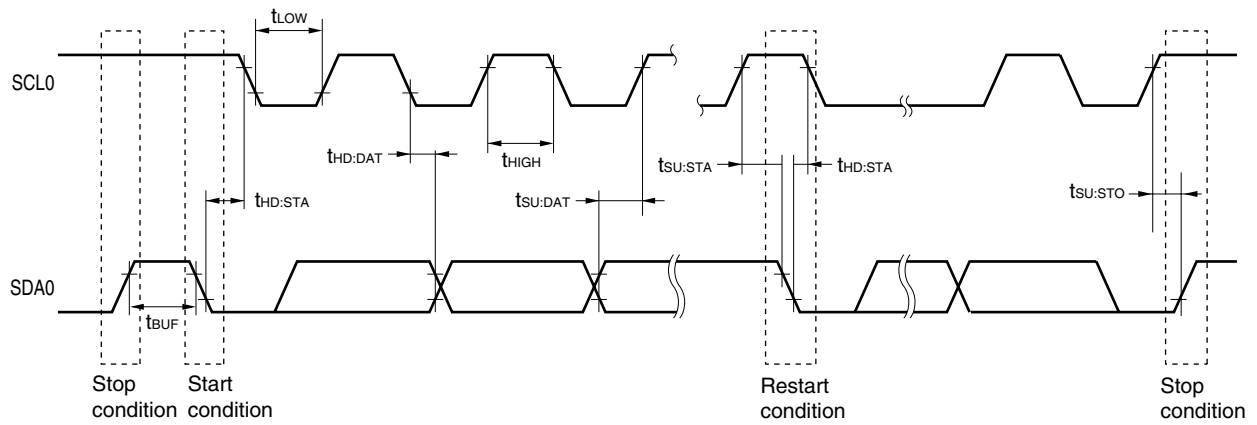 tLOW
SCL0
tHD:DAT
tHIGH
tSU:STA
tHD:STA
tHD:STA
tSU:DAT
tSU:STO
SDA0
tBUF
Stop
condition
Start
condition
Restart
condition
Stop
condition